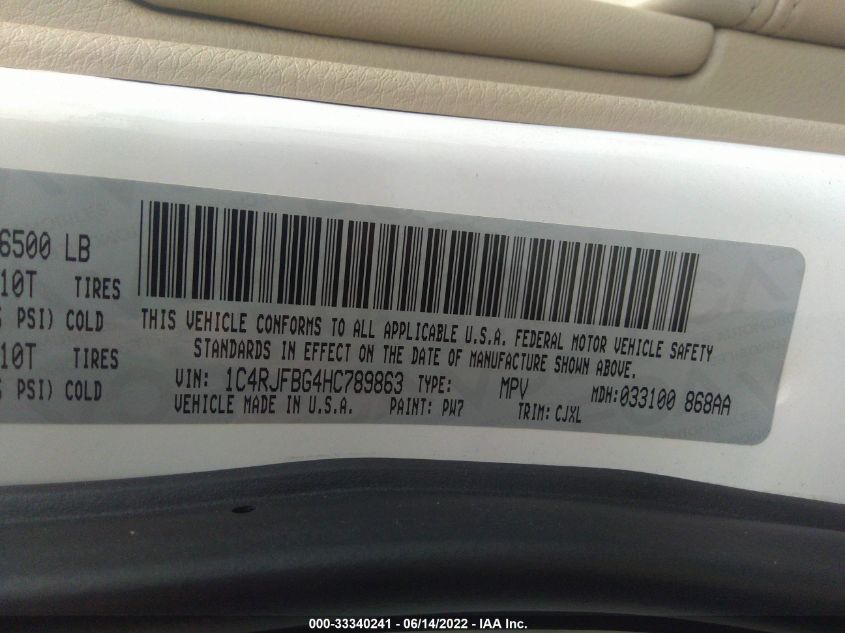 6500 LB
10T TIRES
PSI) COLD
10T TIRES
PSI) COLD
THIS VEHICLE CONFORMS TO ALL APPLICABLE U.S.A. FEDERAL MOTOR VEHICLE SAFETY
STANDARDS IN EFFECT ON THE DATE OF MANUFACTURE SHOWN ABOVE.
VIN: 1C4RJFBG4HC789863 TYPE: MPV MDH:033100 868AA
VEHICLE MADE IN U.S.A. PAINT: PW7 TRIM: CJXL
000-33340241 - 06/14/2022 - IAA Inc.